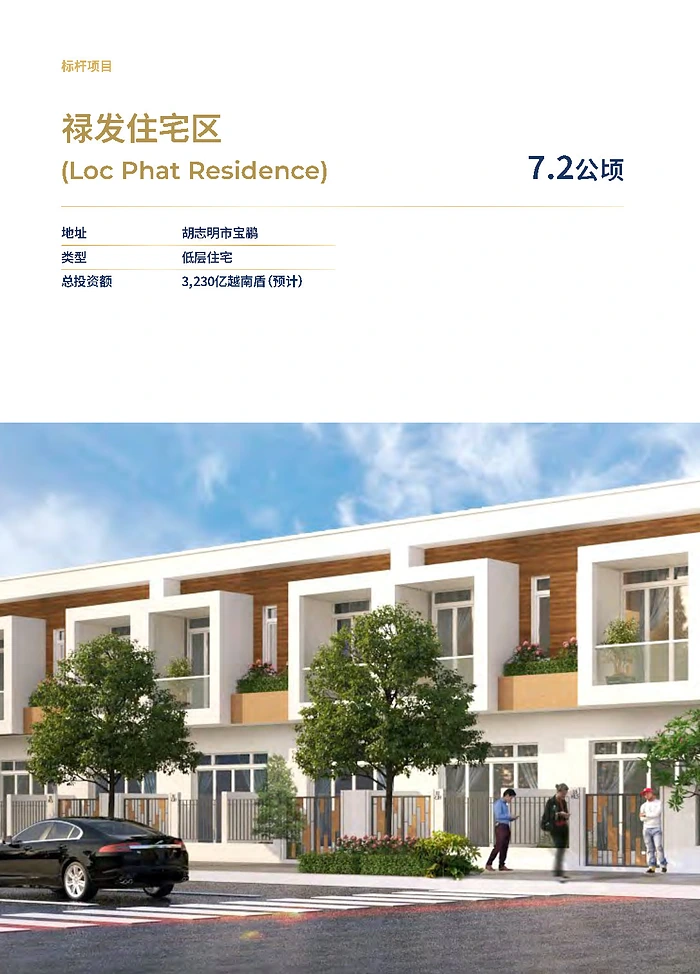 标杆项目
禄发住宅区
(Loc Phat Residence)
7.2公顷
地址 胡志明市宝鹏
类型 低层住宅
总投资额 3,230亿越南盾（预计）